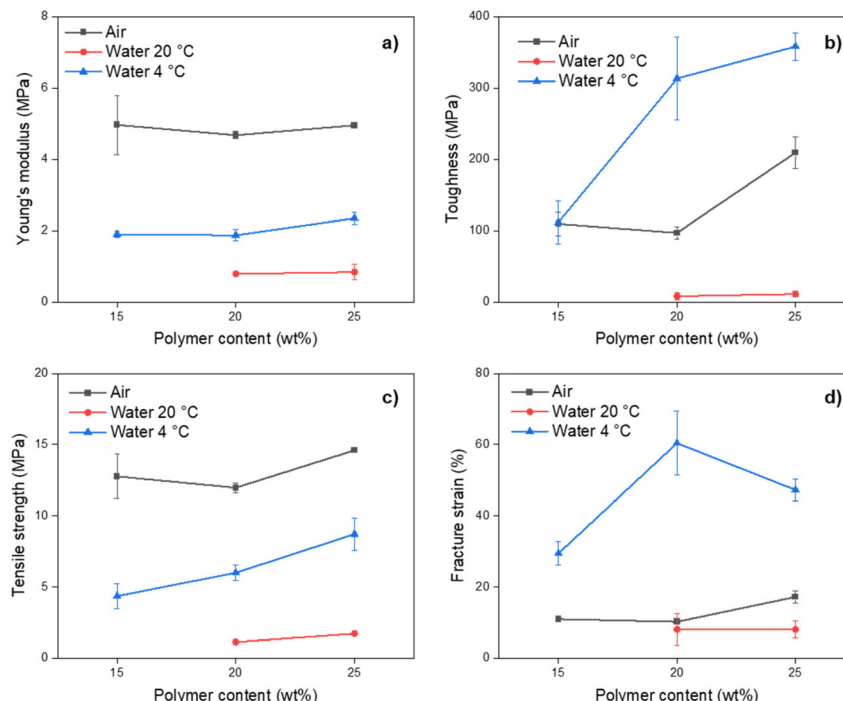 8
6
4
2
0
Young's modulus (MPa)
Air
Water 20 °C
Water 4 °C
a)
15
20
25
Polymer content (wt%)
400
300
200
100
0
Toughness (MPa)
Air
Water 20 °C
Water 4 °C
b)
15
20
25
Polymer content (wt%)
20
15
10
5
0
Tensile strength (MPa)
Air
Water 20 °C
Water 4 °C
c)
15
20
25
Polymer content (wt%)
80
60
40
20
0
Fracture strain (%)
Air
Water 20 °C
Water 4 °C
d)
15
20
25
Polymer content (wt%)